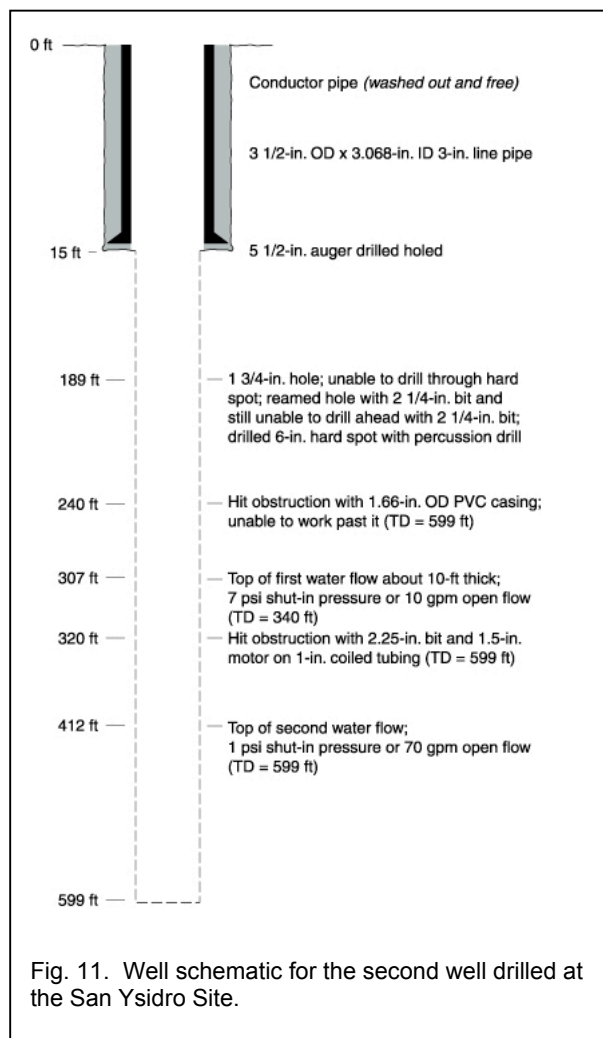 0 ft
Conductor pipe (washed out and free)
3 1/2-in. OD x 3.068-in. ID 3-in. line pipe
15 ft
5 1/2-in. auger drilled holed
189 ft
1 3/4-in. hole; unable to drill through hard
spot; reamed hole with 2 1/4-in. bit and
still unable to drill ahead with 2 1/4-in. bit;
drilled 6-in. hard spot with percussion drill
240 ft
Hit obstruction with 1.66-in. OD PVC casing;
unable to work past it (TD = 599 ft)
307 ft
Top of first water flow about 10-ft thick;
7 psi shut-in pressure or 10 gpm open flow
(TD = 340 ft)
320 ft
Hit obstruction with 2.25-in. bit and 1.5-in.
motor on 1-in. coiled tubing (TD = 599 ft)
412 ft
Top of second water flow;
1 psi shut-in pressure or 70 gpm open flow
(TD = 599 ft)
599 ft
Fig. 11. Well schematic for the second well drilled at
the San Ysidro Site.